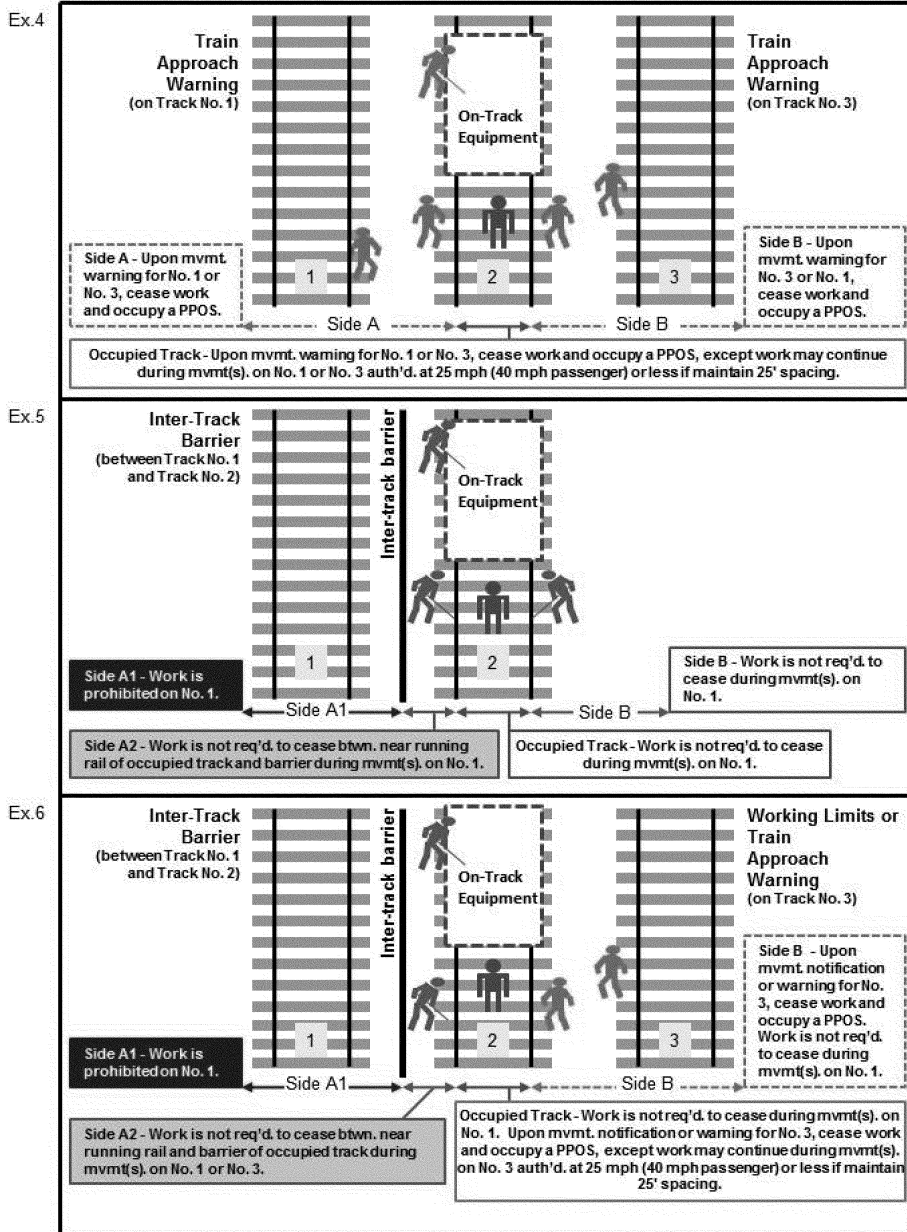 Ex.4
Train
Approach
Warning
(on Track No. 1)
On-Track
Equipment
Train
Approach
Warning
(on Track No. 3)
Side A - Upon mvmt.
warning for No. 1 or
No. 3, cease work
and occupy a PPOS.
1
2
3
Side B - Upon
mvmt. warning for
No. 3 or No. 1,
cease work and
occupy a PPOS.
Side A
Side B
Occupied Track - Upon mvmt. warning for No. 1 or No. 3, cease work and occupy a PPOS, except work may continue
during mvmt(s). on No. 1 or No. 3 auth'd. at 25 mph (40 mph passenger) or less if maintain 25' spacing.
Ex.5
Inter-Track
Barrier
(between Track No. 1
and Track No. 2)
Inter-track barrier
On-Track
Equipment
1
2
Side A1 - Work is
prohibited on No. 1.
Side B - Work is not req'd. to
cease during mvmt(s). on
No. 1.
Side A1
Side B
Side A2 - Work is not req'd. to cease btwn. near running
rail of occupied track and barrier during mvmt(s). on No. 1.
Occupied Track - Work is not req'd. to cease
during mvmt(s). on No. 1.
Ex.6
Inter-Track
Barrier
(between Track No. 1
and Track No. 2)
Inter-track barrier
On-Track
Equipment
Working Limits or
Train
Approach
Warning
(on Track No. 3)
Side B - Upon
mvmt. notification
or warning for No.
3, cease work and
occupy a PPOS.
Work is not req'd.
to cease during
mvmt(s). on No. 1.
1
2
3
Side A1 - Work is
prohibited on No. 1.
Side A1
Side B
Side A2 - Work is not req'd. to cease btwn. near
running rail and barrier of occupied track during
mvmt(s). on No. 1 or No. 3.
Occupied Track - Work is not req'd. to cease during mvmt(s). on
No. 1. Upon mvmt. notification or warning for No. 3, cease work
and occupy a PPOS, except work may continue during mvmt(s).
on No. 3 auth'd. at 25 mph (40 mph passenger) or less if maintain
25' spacing.